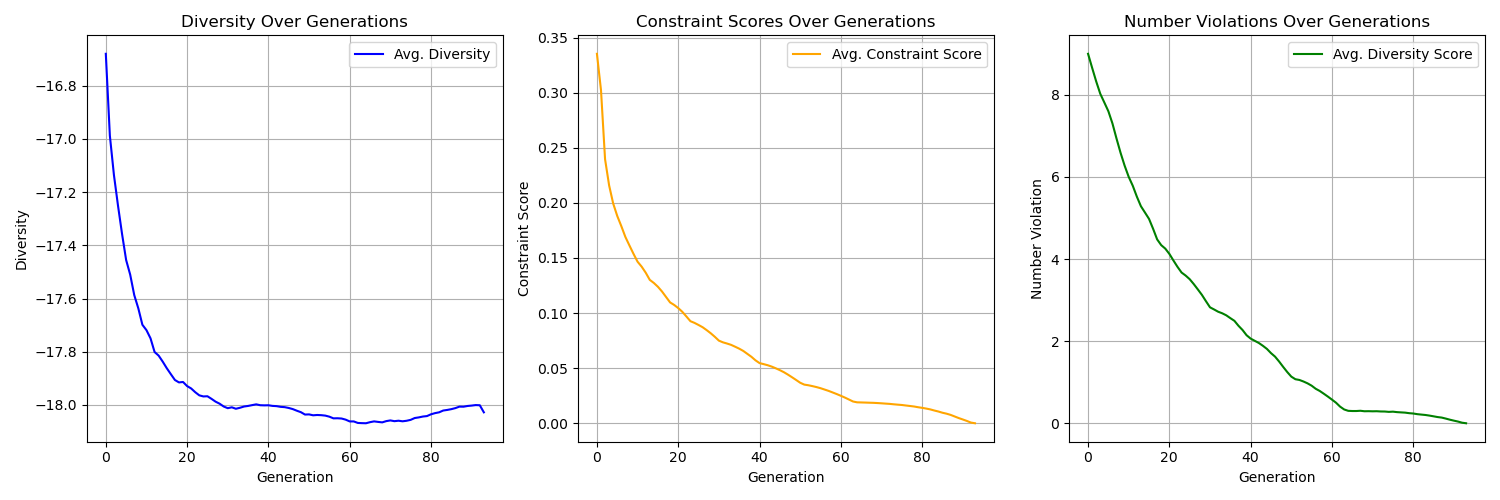 Diversity Over Generations
Avg. Diversity
Diversity
−16.8
−17.0
−17.2
−17.4
−17.6
−17.8
−18.0
0 20 40 60 80
Generation
Constraint Scores Over Generations
Avg. Constraint Score
Constraint Score
0.35
0.30
0.25
0.20
0.15
0.10
0.05
0.00
0 20 40 60 80
Generation
Number Violations Over Generations
Avg. Diversity Score
Number Violation
8
6
4
2
0
0 20 40 60 80
Generation